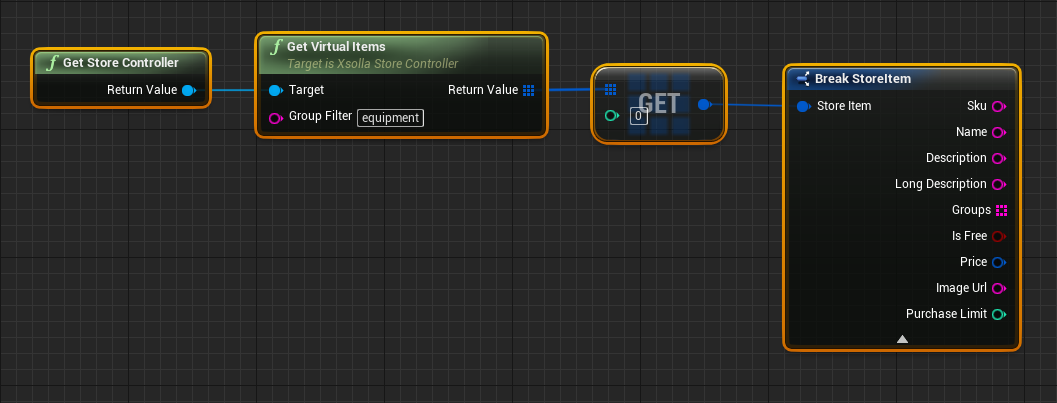 Get Store Controller
Return Value
Get Virtual Items
Target is Xsolla Store Controller
Target
Return Value
Group Filter equipment
GET
0
Break StoreItem
Store Item
Sku
Name
Description
Long Description
Groups
Is Free
Price
Image Url
Purchase Limit